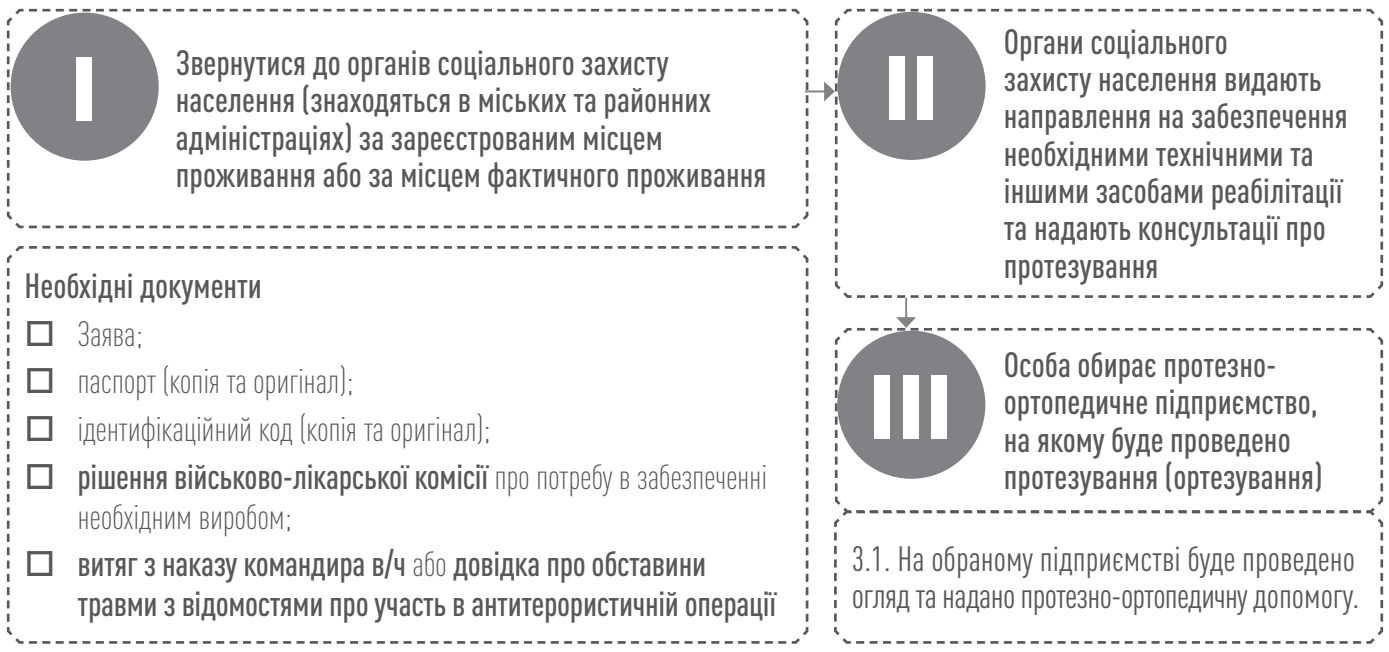 I
Звернутися до органів соціального захисту
населення (знаходяться в міських та районних
адміністраціях) за зареєстрованим місцем
проживання або за місцем фактичного проживання
Необхідні документи
Заява;
паспорт (копія та оригінал);
ідентифікаційний код (копія та оригінал);
рішення військово-лікарської комісії про потребу в забезпеченні
необхідним виробом;
витяг з наказу командира в/ч або довідка про обставини
травми з відомостями про участь в антитерористичній операції
II
Органи соціального
захисту населення видають
направлення на забезпечення
необхідними технічними та
іншими засобами реабілітації
та надають консультації про
протезування
III
Особа обирає протезно-
ортопедичне підприємство,
на якому буде проведено
протезування (ортезування)
3.1. На обраному підприємстві буде проведено
огляд та надано протезно-ортопедичну допомогу.